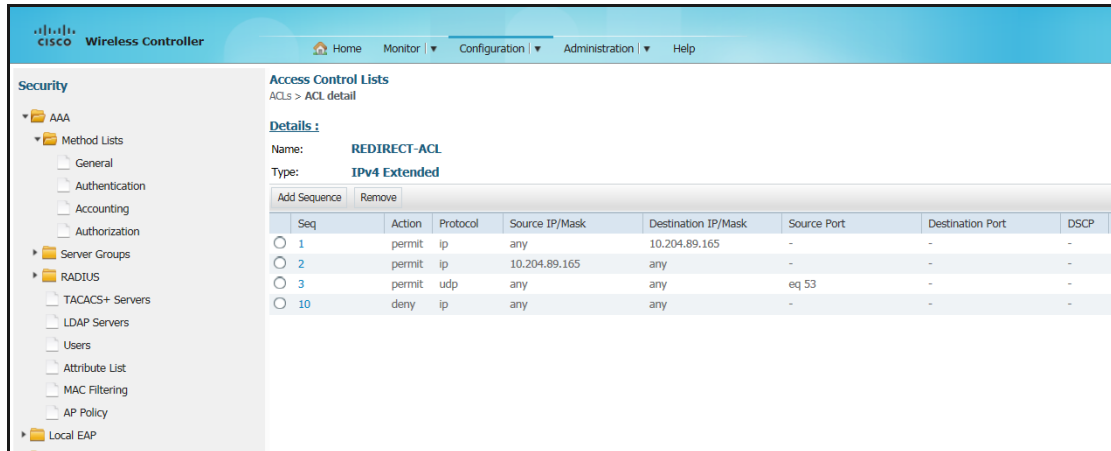 CISCO Wireless Controller
Home Monitor Configuration Administration Help
Security
AAA
Method Lists
General
Authentication
Accounting
Authorization
Server Groups
RADIUS
TACACS+ Servers
LDAP Servers
Users
Attribute List
MAC Filtering
AP Policy
Local EAP
Access Control Lists
ACLs > ACL detail
Details :
Name: REDIRECT-ACL
Type: IPv4 Extended
Add Sequence Remove
Seq Action Protocol Source IP/Mask Destination IP/Mask Source Port Destination Port DSCP
1 permit ip any 10.204.89.165 - - -
2 permit ip 10.204.89.165 any - - -
3 permit udp any any eq 53 - -
10 deny ip any any - - -